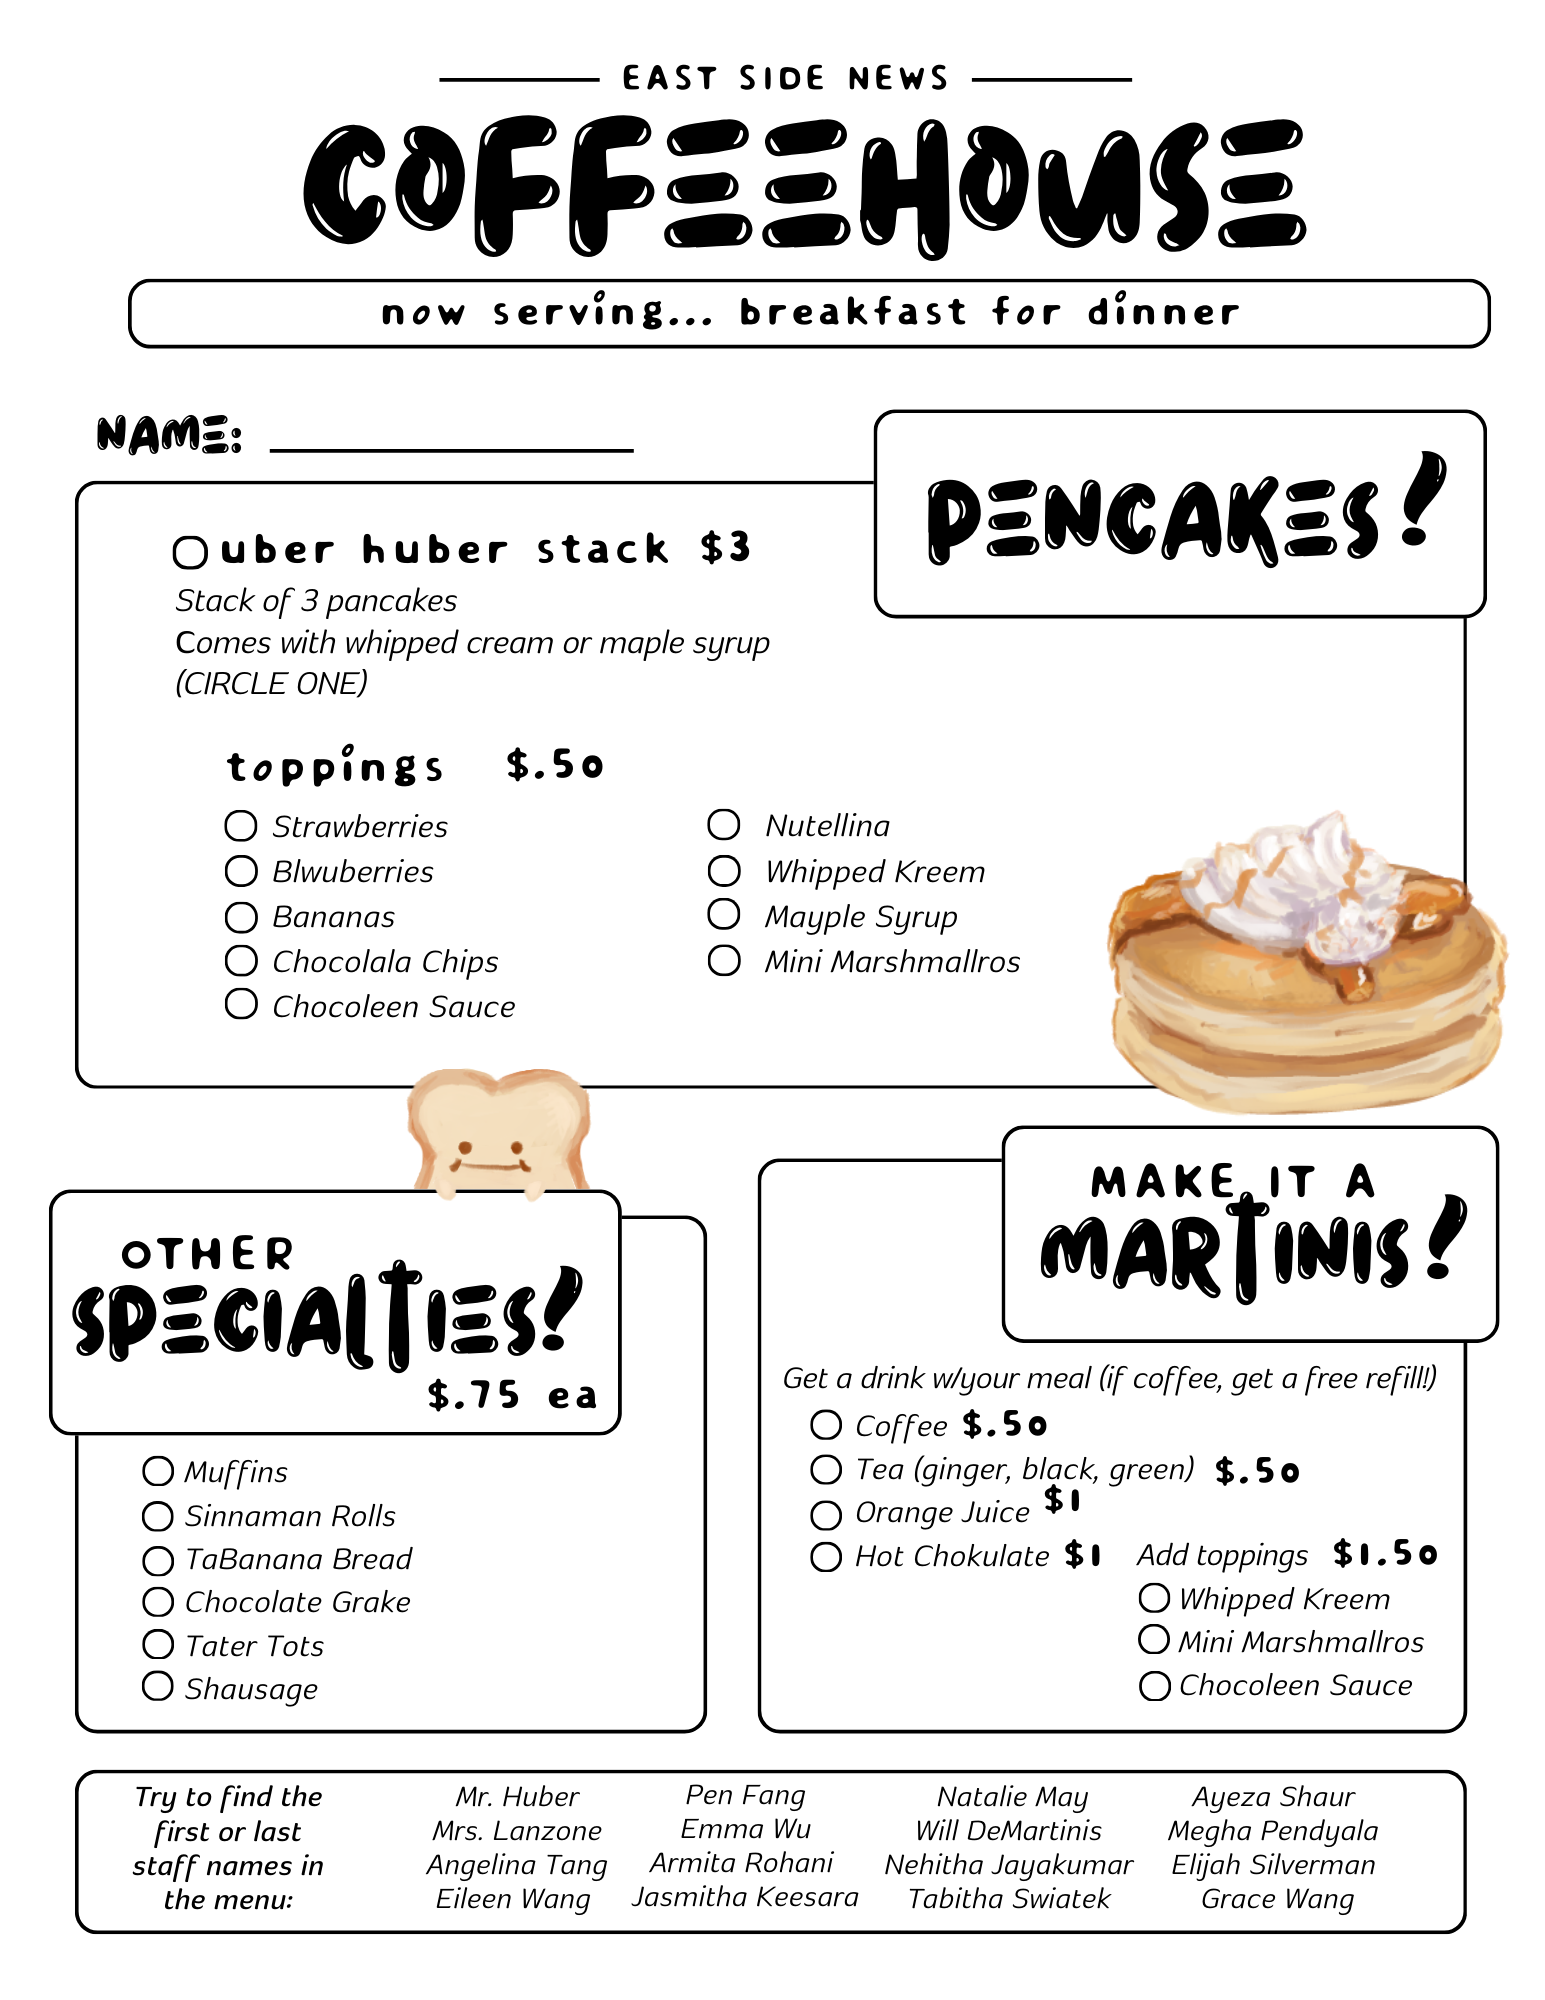 EAST SIDE NEWS
COFFEEHOUSE
now serving... breakfast for dinner
NAME:
PENCAKES!
uber huber stack $3
Stack of 3 pancakes
Comes with whipped cream or maple syrup
(CIRCLE ONE)
toppings $.50
Strawberries
Blwuberries
Bananas
Chocolala Chips
Chocoleen Sauce
Nutellina
Whipped Kreem
Mayple Syrup
Mini Marshmallros
OTHER
SPECIALTIES!
$.75 ea
Muffins
Sinnaman Rolls
TaBanana Bread
Chocolate Grake
Tater Tots
Shausage
MAKE IT A
MARTINIS!
Get a drink w/your meal (if coffee, get a free refill!)
Coffee $.50
Tea (ginger, black, green) $.50
Orange Juice $1
Hot Chokulate $1 Add toppings $1.50
Whipped Kreem
Mini Marshmallros
Chocoleen Sauce
Try to find the
first or last
staff names in
the menu:
Mr. Huber
Mrs. Lanzone
Angelina Tang
Eileen Wang
Pen Fang
Emma Wu
Armita Rohani
Jasmitha Keesara
Natalie May
Will DeMartinis
Nehitha Jayakumar
Tabitha Swiatek
Ayeza Shaur
Megha Pendyala
Elijah Silverman
Grace Wang